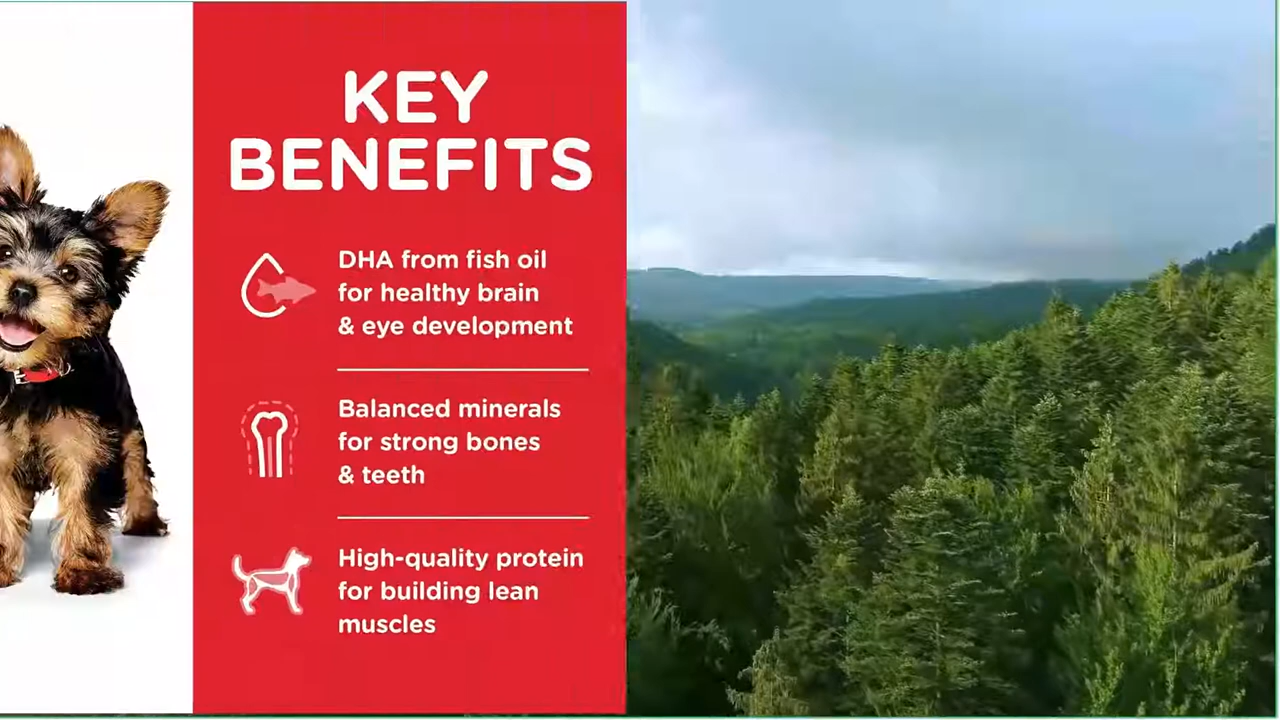 KEY
BENEFITS
DHA from fish oil
for healthy brain
& eye development
Balanced minerals
for strong bones
& teeth
High-quality protein
for building lean
muscles